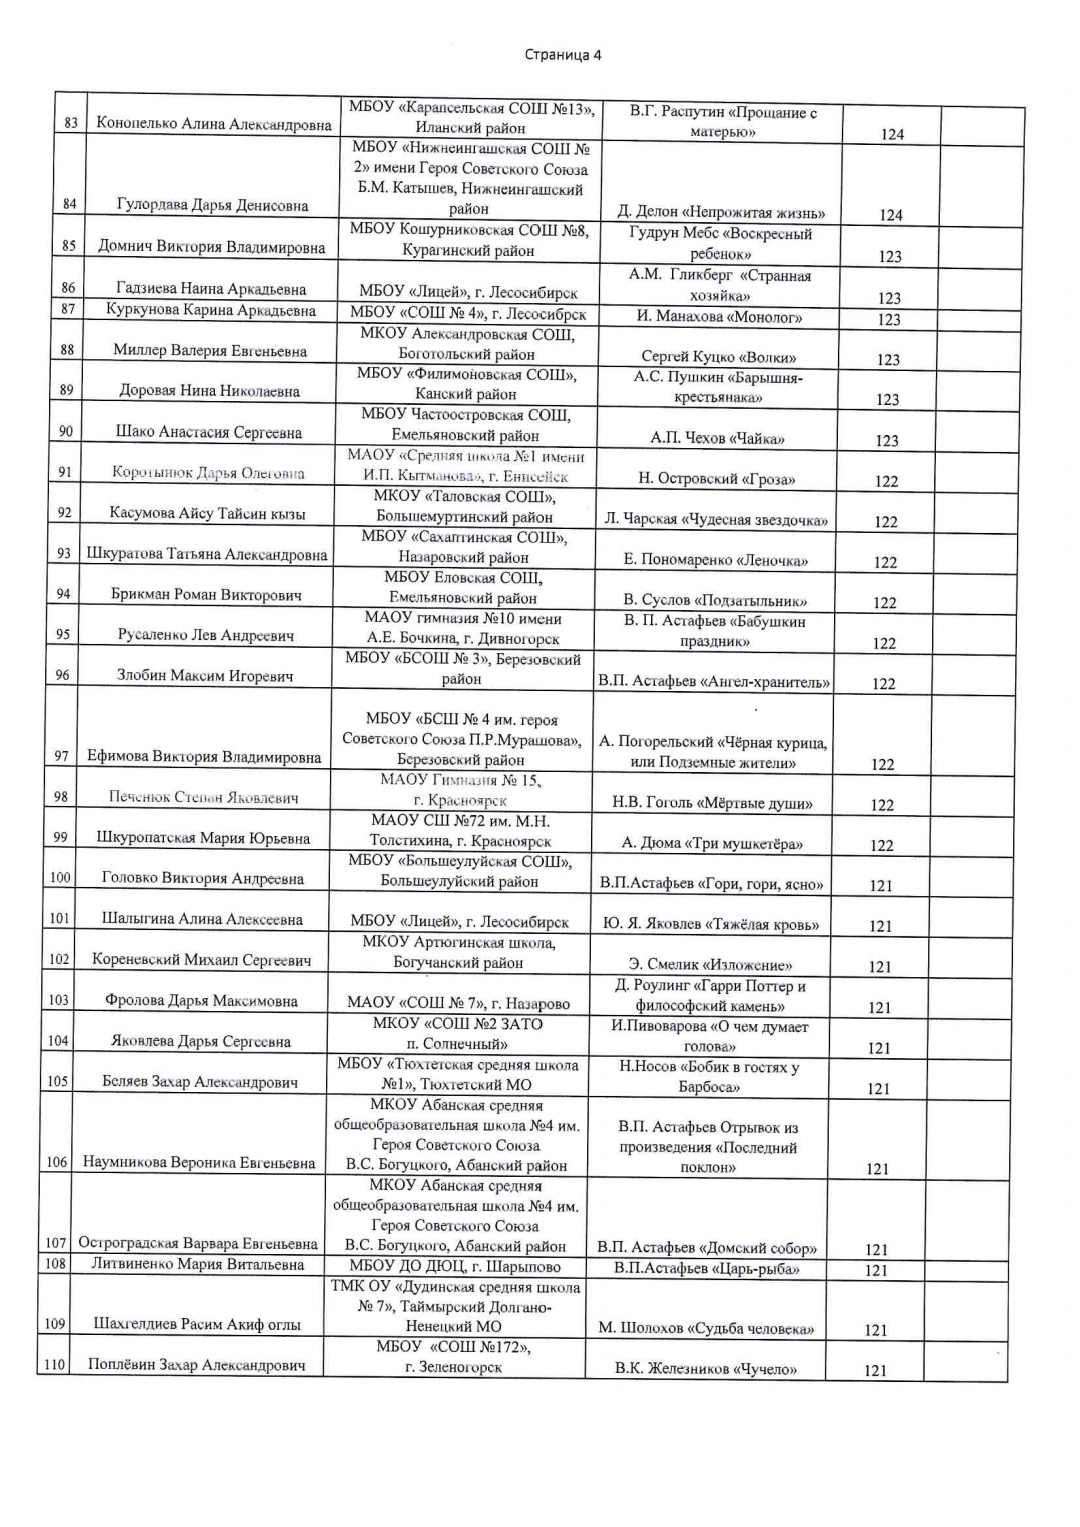 Страница 4
83 Конопелько Алина Александровна МБОУ «Карапсельская СОШ №13», Иланский район В.Г. Распутин «Прощание с матерью» 124
84 Гулордава Дарья Денисовна МБОУ «Нижнеингашская СОШ № 2» имени Героя Советского Союза Б.М. Катышев, Нижнеингашский район Д. Делон «Непрожитая жизнь» 124
85 Домнич Виктория Владимировна МБОУ Кошурниковская СОШ №8, Курагинский район Гудрун Мебс «Воскресный ребенок» 123
86 Гадзиева Наина Аркадьевна МБОУ «Лицей», г. Лесосибирск А.М. Гликберг «Странная хозяйка» 123
87 Куркунова Карина Аркадьевна МБОУ «СОШ № 4», г. Лесосибрск И. Манахова «Монолог» 123
88 Миллер Валерия Евгеньевна МКОУ Александровская СОШ, Боготольский район Сергей Куцко «Волки» 123
89 Доровая Нина Николаевна МБОУ «Филимоновская СОШ», Канский район А.С. Пушкин «Барышня-крестьянака» 123
90 Шако Анастасия Сергеевна МБОУ Частоостровская СОШ, Емельяновский район А.П. Чехов «Чайка» 123
91 Коротынюк Дарья Олеговна МАОУ «Средняя школа №1 имени И.П. Кытманова», г. Енисейск Н. Островский «Гроза» 122
92 Касумова Айсу Тайсин кызы МКОУ «Таловская СОШ», Большемуртинский район Л. Чарская «Чудесная звездочка» 122
93 Шкуратова Татьяна Александровна МБОУ «Сахаптинская СОШ», Назаровский район Е. Пономаренко «Леночка» 122
94 Брикман Роман Викторович МБОУ Еловская СОШ, Емельяновский район В. Суслов «Подзатыльник» 122
95 Русаленко Лев Андреевич МАОУ гимназия №10 имени А.Е. Бочкина, г. Дивногорск В. П. Астафьев «Бабушкин праздник» 122
96 Злобин Максим Игоревич МБОУ «БСОШ № 3», Березовский район В.П. Астафьев «Ангел-хранитель» 122
97 Ефимова Виктория Владимировна МБОУ «БСШ № 4 им. героя Советского Союза П.Р.Мурашова», Березовский район А. Погорельский «Чёрная курица, или Подземные жители» 122
98 Печенюк Степан Яковлевич МАОУ Гимназия № 15, г. Красноярск Н.В. Гоголь «Мёртвые души» 122
99 Шкуропатская Мария Юрьевна МАОУ СШ №72 им. М.Н. Толстихина, г. Красноярск А. Дюма «Три мушкетёра» 122
100 Головко Виктория Андреевна МБОУ «Большеулуйская СОШ», Большеулуйский район В.П.Астафьев «Гори, гори, ясно» 121
101 Шалыгина Алина Алексеевна МБОУ «Лицей», г. Лесосибирск Ю. Я. Яковлев «Тяжёлая кровь» 121
102 Кореневский Михаил Сергеевич МКОУ Артюгинская школа, Богучанский район Э. Смелик «Изложение» 121
103 Фролова Дарья Максимовна МАОУ «СОШ № 7», г. Назарово Д. Роулинг «Гарри Поттер и философский камень» 121
104 Яковлева Дарья Сергеевна МКОУ «СОШ №2 ЗАТО п. Солнечный» И.Пивоварова «О чем думает голова» 121
105 Беляев Захар Александрович МБОУ «Тюхтетская средняя школа №1», Тюхтетский МО Н.Носов «Бобик в гостях у Барбоса» 121
106 Наумникова Вероника Евгеньевна МКОУ Абанская средняя общеобразовательная школа №4 им. Героя Советского Союза В.С. Богуцкого, Абанский район В.П. Астафьев Отрывок из произведения «Последний поклон» 121
107 Остроградская Варвара Евгеньевна МКОУ Абанская средняя общеобразовательная школа №4 им. Героя Советского Союза В.С. Богуцкого, Абанский район В.П. Астафьев «Домский собор» 121
108 Литвиненко Мария Витальевна МБОУ ДО ДЮЦ, г. Шарыпово В.П.Астафьев «Царь-рыба» 121
109 Шахгелдиев Расим Акиф оглы ТМК ОУ «Дудинская средняя школа № 7», Таймырский Долгано-Ненецкий МО М. Шолохов «Судьба человека» 121
110 Поплёвин Захар Александрович МБОУ «СОШ №172», г. Зеленогорск В.К. Железников «Чучело» 121